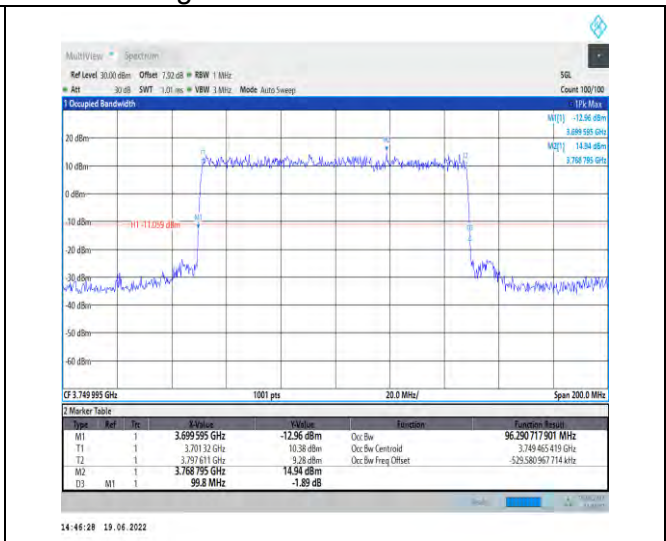 MultiView Spectrum
Ref Level 30.00 dBm Offset 7.92 dB RBW 1 MHz SGL
Att 30 dB SWT 1.01 ms VBW 3 MHz Mode Auto Sweep Count 100/100
1 Occupied Bandwidth 1Pk Max
M1[1] -12.96 dBm
3.699 595 GHz
M2[1] 14.94 dBm
3.768 795 GHz
20 dBm
10 dBm
0 dBm
-10 dBm
H1 -11.059 dBm
M1
-30 dBm
-40 dBm
-50 dBm
-60 dBm
CF 3.749 995 GHz 1001 pts 20.0 MHz/ Span 200.0 MHz
2 Marker Table
Type Ref Trc X-Value Y-Value Function Function Result
M1 1 3.699 595 GHz -12.96 dBm Occ Bw 96.290 717 901 MHz
T1 1 3.701 32 GHz 10.38 dBm Occ Bw Centroid 3.749 465 419 GHz
T2 1 3.797 611 GHz 9.28 dBm Occ Bw Freq Offset -529.580 967 714 kHz
M2 1 3.768 795 GHz 14.94 dBm
D3 M1 1 99.8 MHz -1.89 dB
14:46:28 19.06.2022